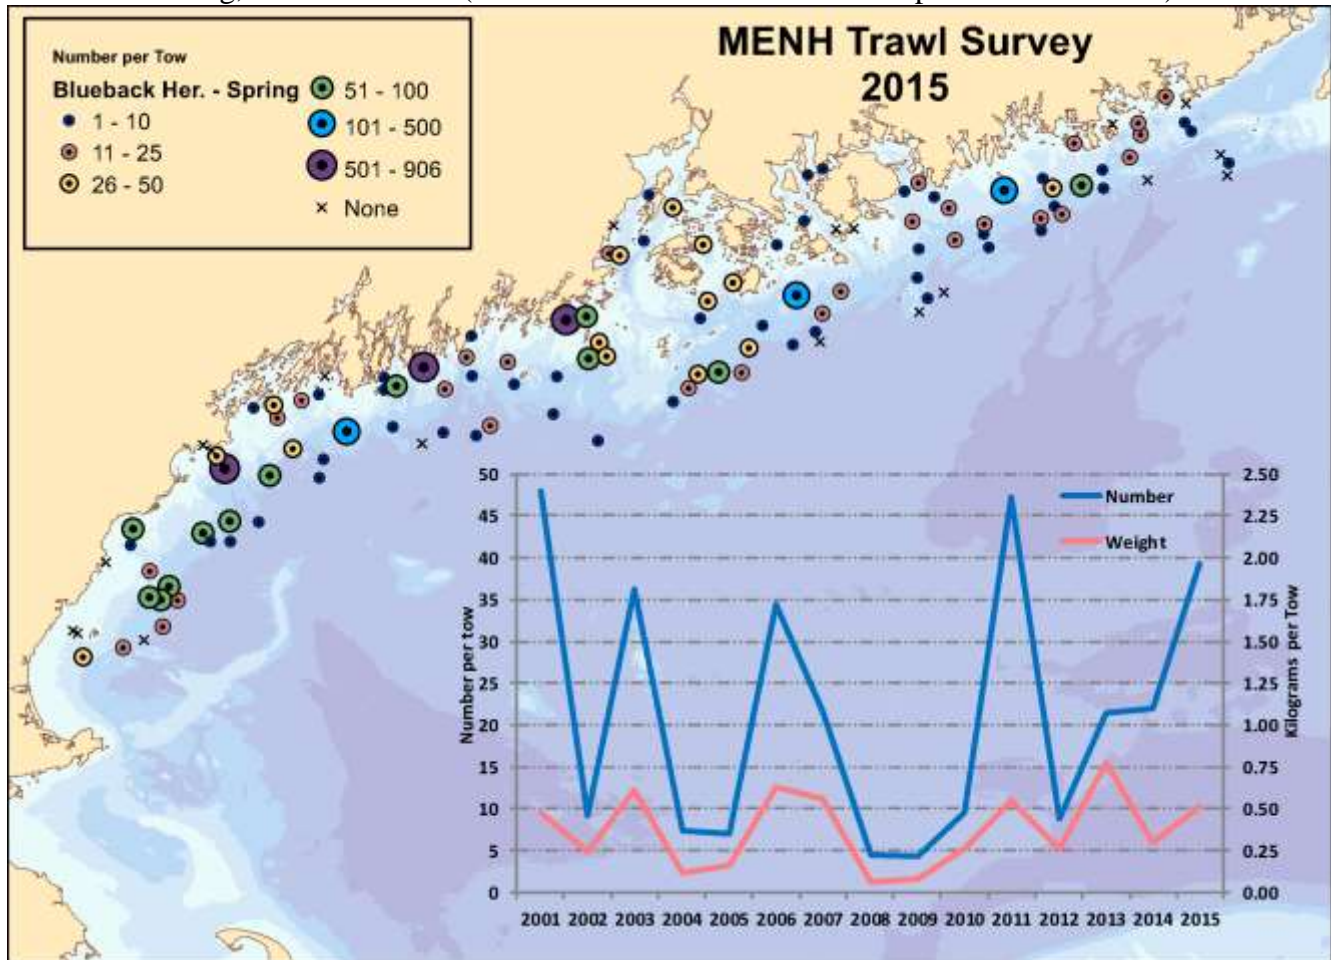 MENH Trawl Survey
2015
Number per Tow
Blueback Her. - Spring
1 - 10
11 - 25
26 - 50
51 - 100
101 - 500
501 - 906
× None
Number
Weight
Number per tow
50
45
40
35
30
25
20
15
10
5
0
Kilograms per Tow
2.50
2.25
2.00
1.75
1.50
1.25
1.00
0.75
0.50
0.25
0.00
2001 2002 2003 2004 2005 2006 2007 2008 2009 2010 2011 2012 2013 2014 2015